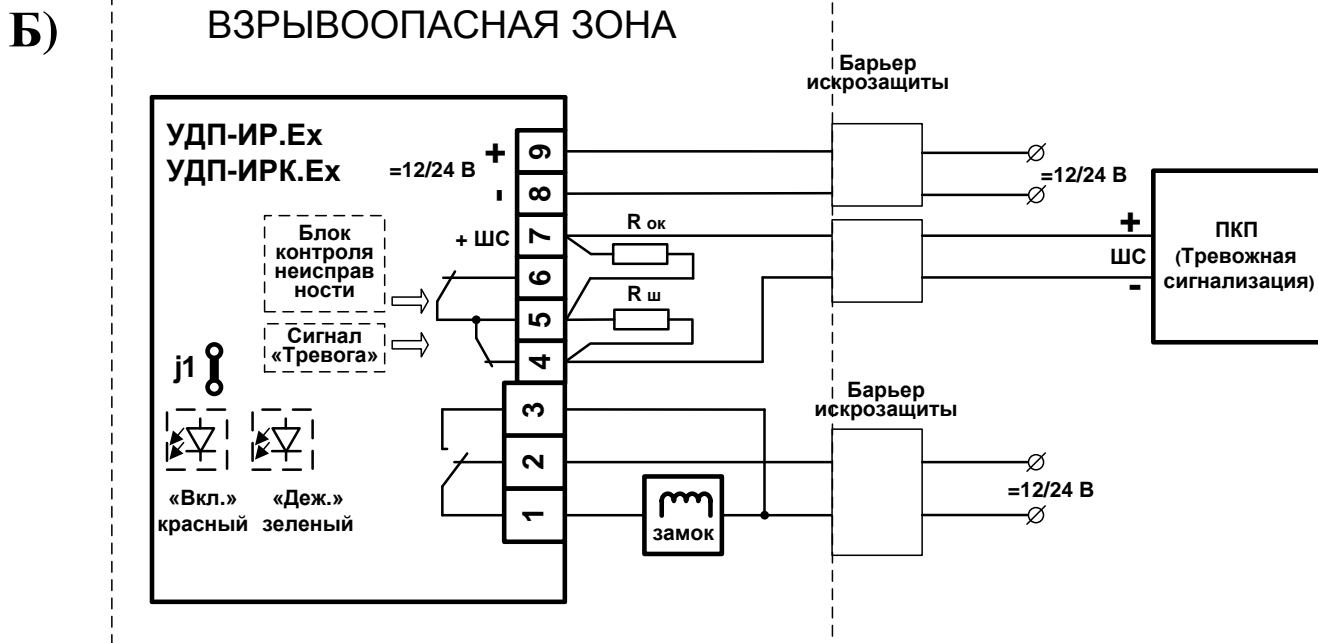 Б)
ВЗРЫВООПАСНАЯ ЗОНА
Барьер
искрозащиты
УДП-ИР.Ех
УДП-ИРК.Ех
=12/24 В
+
-
9
8
7
6
5
4
3
2
1
+ ШС
R ок
R ш
Блок
контроля
неисправ
ности
Сигнал
«Тревога»
j1
«Вкл.»
красный
«Деж.»
зеленый
замок
=12/24 В
+
ШС
-
ПКП
(Тревожная
сигнализация)
Барьер
искрозащиты
=12/24 В